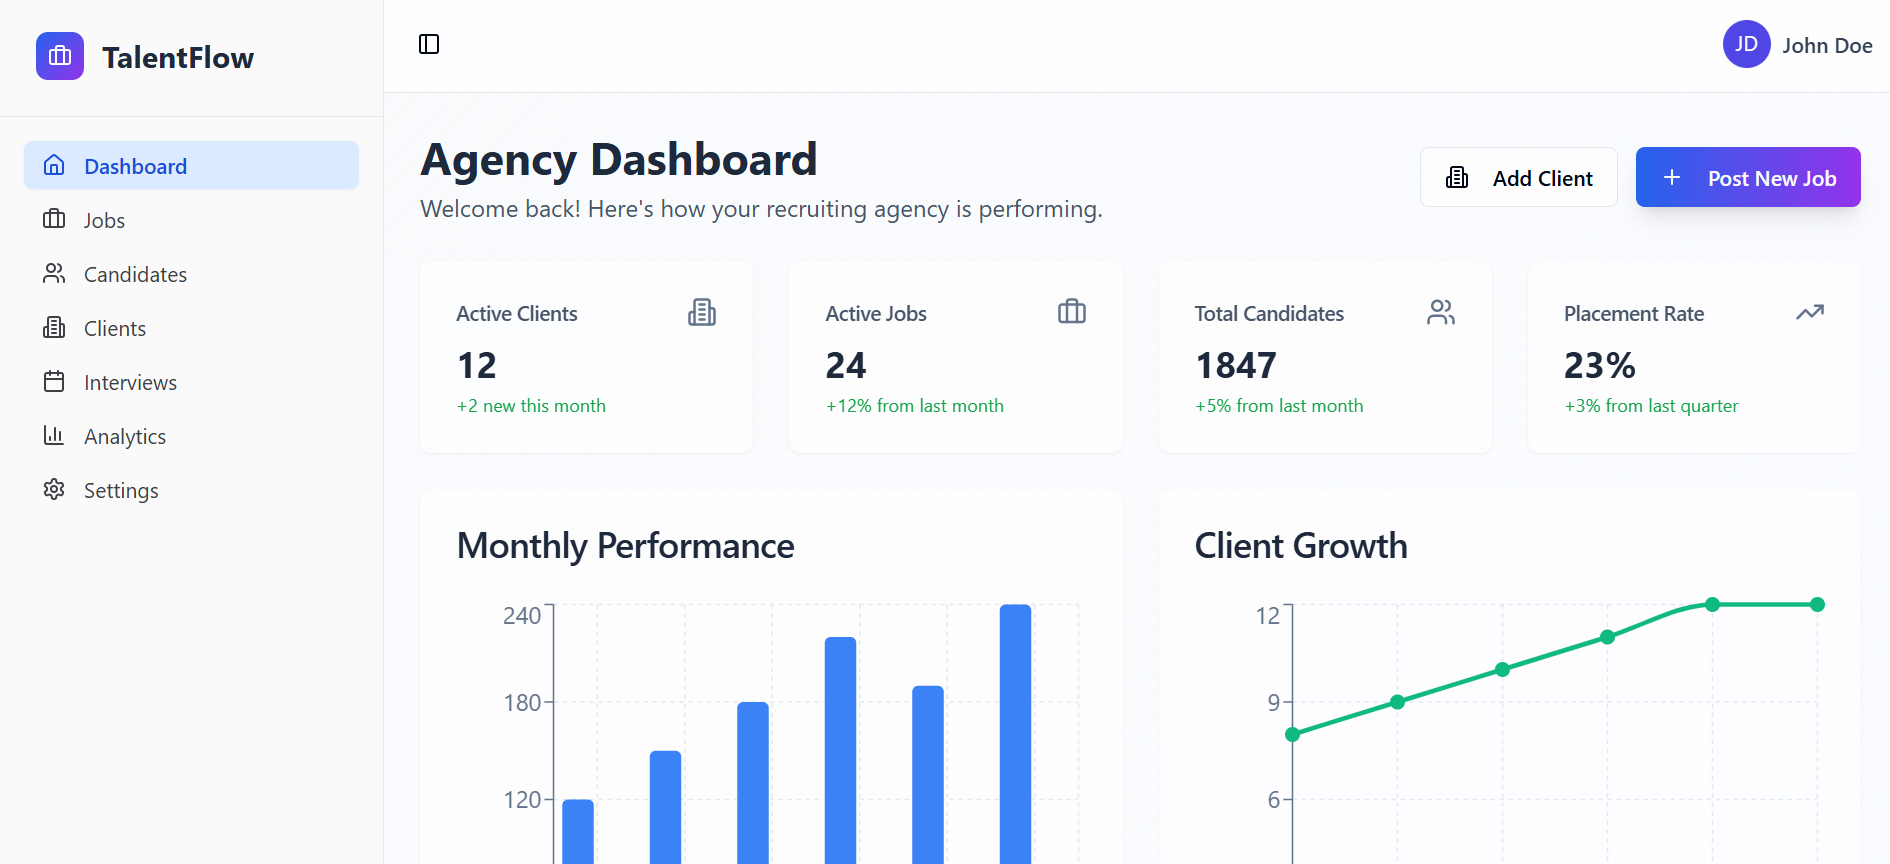 TalentFlow
JD
John Doe
Dashboard
Jobs
Candidates
Clients
Interviews
Analytics
Settings
Agency Dashboard
Welcome back! Here's how your recruiting agency is performing.
Add Client
Post New Job
Active Clients
12
+2 new this month
Active Jobs
24
+12% from last month
Total Candidates
1847
+5% from last month
Placement Rate
23%
+3% from last quarter
Monthly Performance
240
180
120
Client Growth
12
9
6